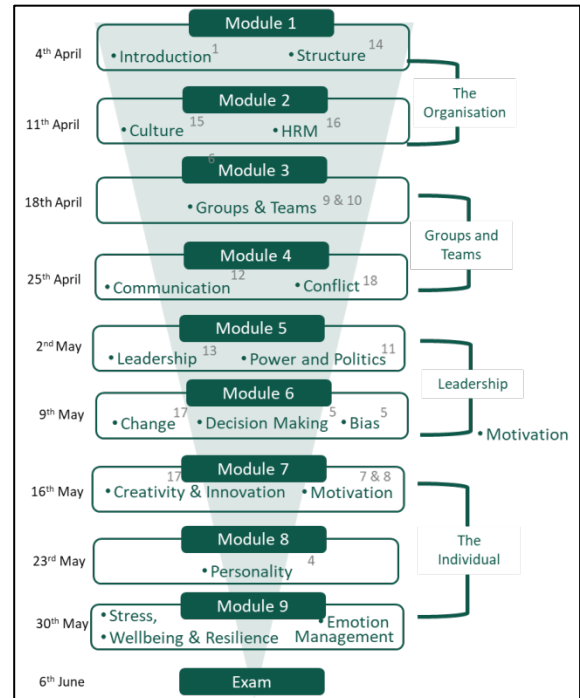 Module 1
4th April
• Introduction1
• Structure 14
The
Organisation
Module 2
11th April
• Culture 15
• HRM 16
6
Module 3
18th April
• Groups & Teams 9 & 10
Groups and
Teams
Module 4
25th April
• Communication 12
• Conflict 18
Module 5
2nd May
• Leadership 13
• Power and Politics 11
Leadership
Module 6
9th May
• Change 17
• Decision Making 5
• Bias 5
• Motivation
Module 7
16th May
• Creativity & Innovation 17
• Motivation 7 & 8
The
Individual
Module 8
23rd May
• Personality 4
Module 9
30th May
• Stress,
• Wellbeing & Resilience
• Emotion
Management
6th June
Exam